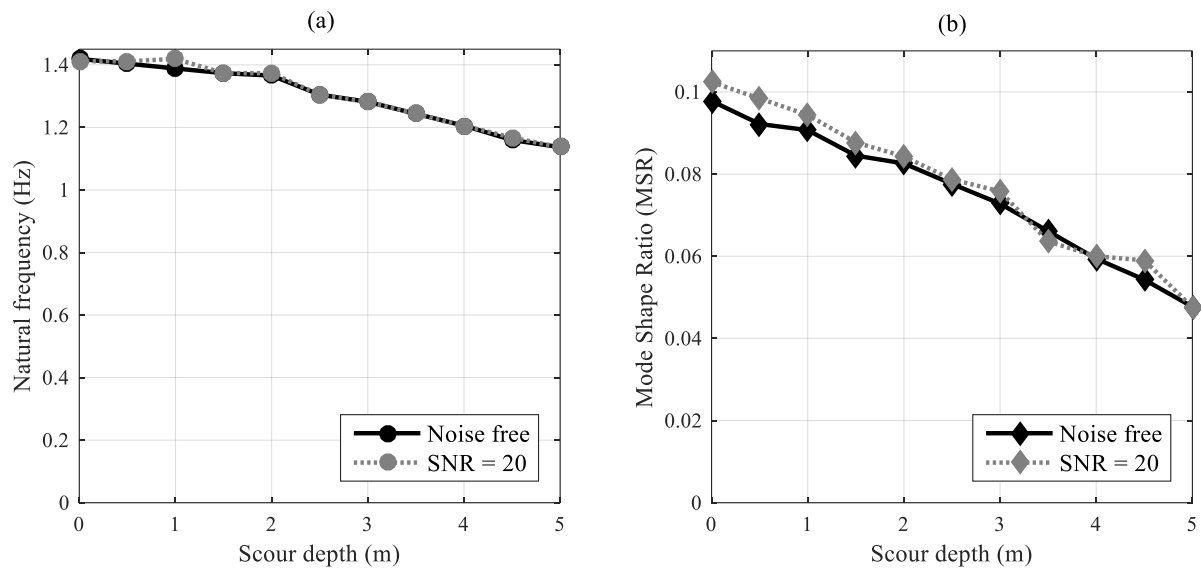 (a)
1.4
1.2
1
0.8
0.6
0.4
0.2
0
Natural frequency (Hz)
Noise free
SNR = 20
0 1 2 3 4 5
Scour depth (m)
(b)
0.1
0.08
0.06
0.04
0.02
0
Mode Shape Ratio (MSR)
Noise free
SNR = 20
0 1 2 3 4 5
Scour depth (m)